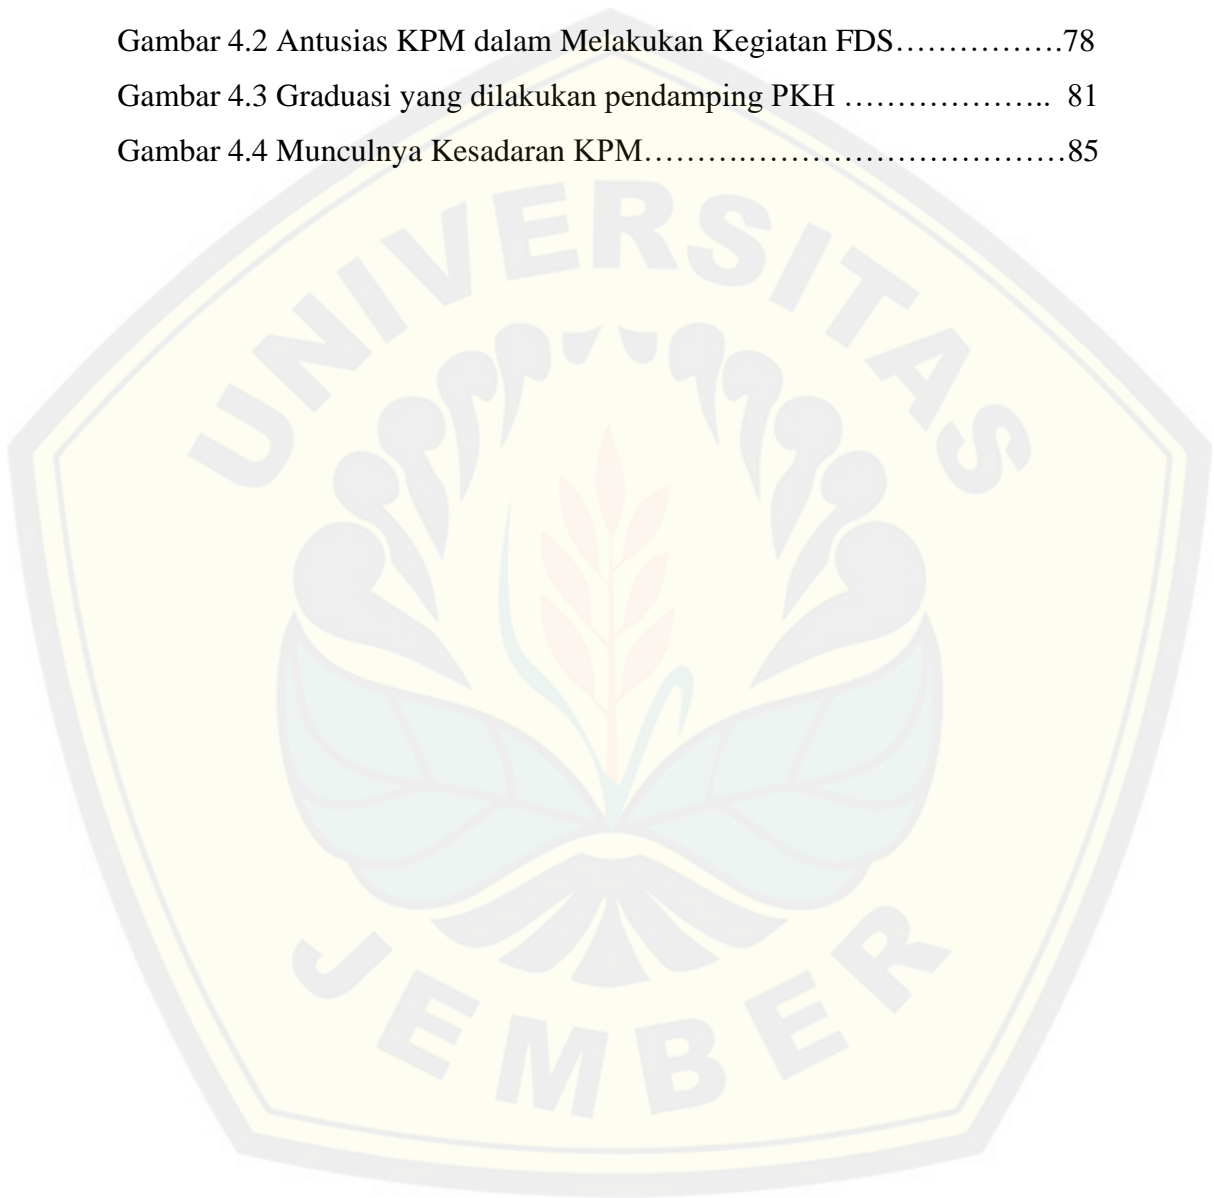 Gambar 4.2 Antusias KPM dalam Melakukan Kegiatan FDS…………….78
Gambar 4.3 Graduasi yang dilakukan pendamping PKH ……………….. 81
Gambar 4.4 Munculnya Kesadaran KPM……….…………………………85
UNIVERSITAS
JEMBER